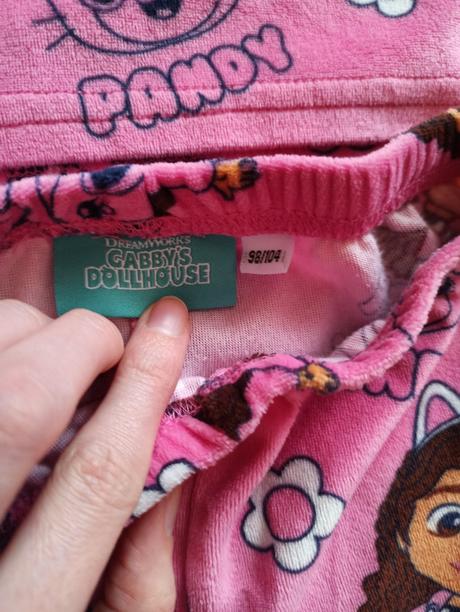 PANDY
DREAMWORKS
GABBY'S
DOLLHOUSE
98/104